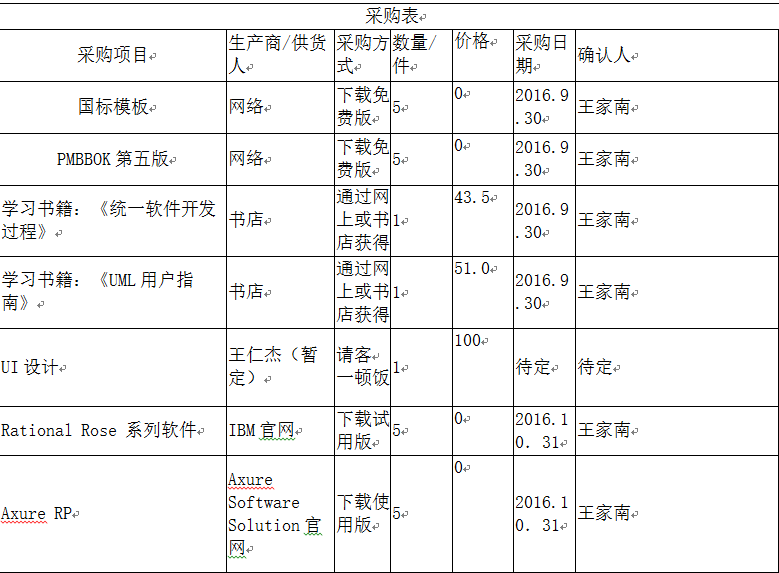 采购表
采购项目
生产商/供货
人
采购方
式
数量/
件
价格
采购日
期
确认人
国标模板
网络
下载免
费版
5
0
2016.9
.30
王家南
PMBBOK 第五版
网络
下载免
费版
5
0
2016.9
.30
王家南
学习书籍：《统一软件开发
过程》
书店
通过网
上或书
店获得
1
43.5
2016.9
.30
王家南
学习书籍：《UML 用户指
南》
书店
通过网
上或书
店获得
1
51.0
2016.9
.30
王家南
UI 设计
王仁杰（暂
定）
请客
一顿饭
1
100
待定
待定
Rational Rose 系列软件
IBM 官网
下载试
用版
5
0
2016.1
0. 31
王家南
Axure RP
Axure
Software
Solution 官
网
下载使
用版
5
0
2016.1
0. 31
王家南